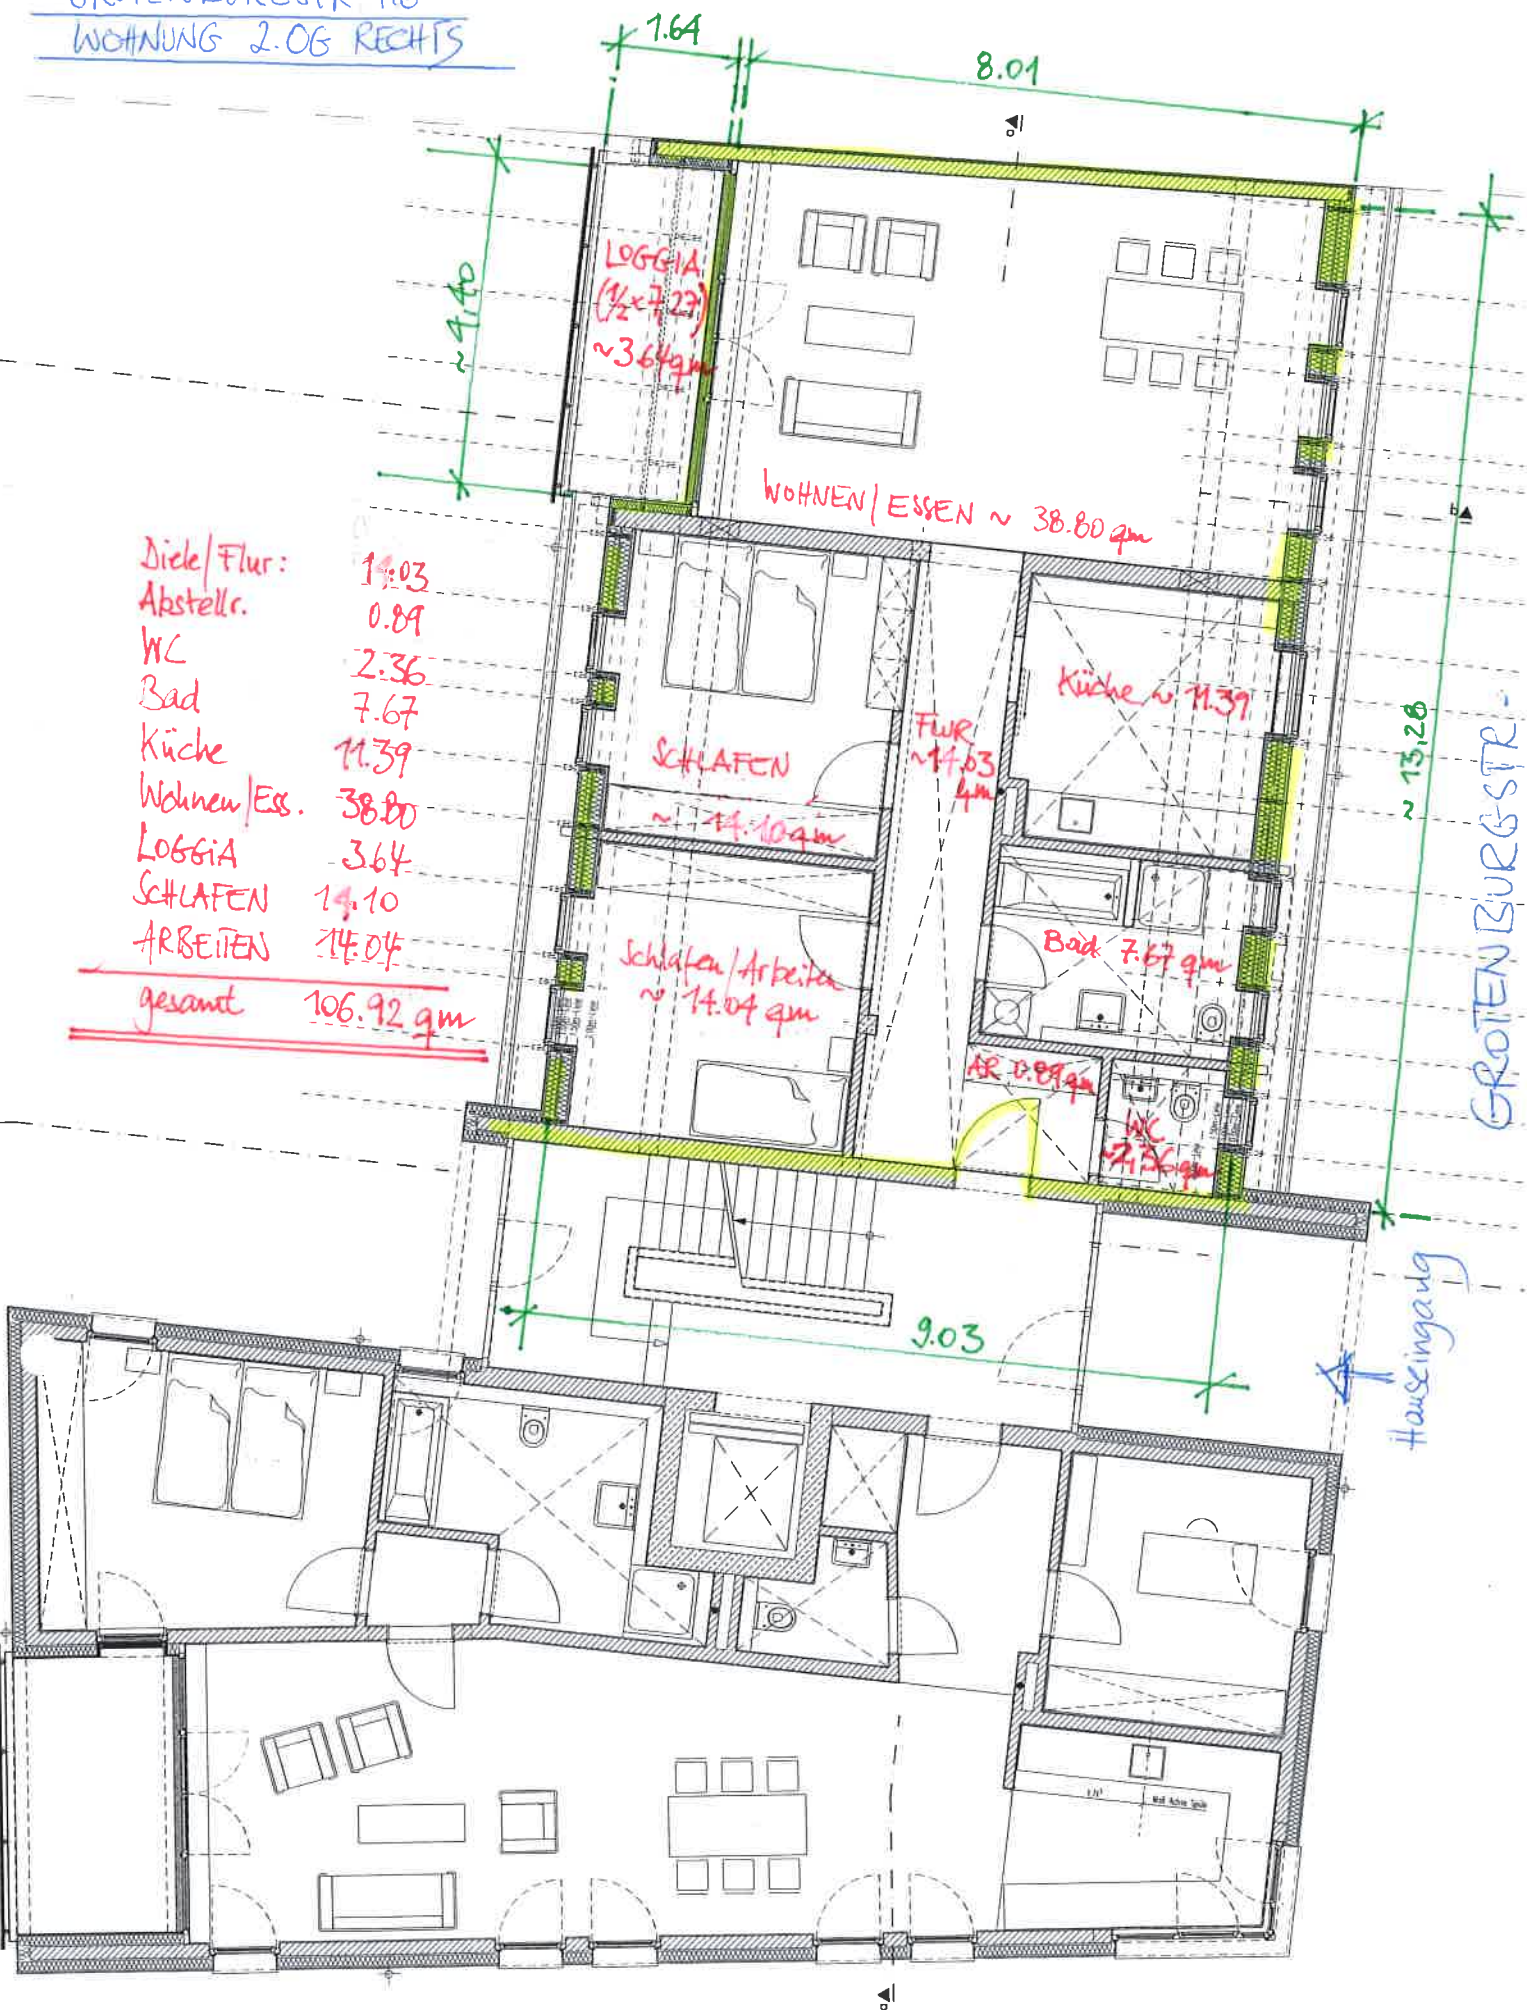 WOHNUNG 2.OG RECHTS
1.64
8.01
~4,40
LOGGIA
(1/2x7,27)
~3.64qm
WOHNEN/ESSEN ~ 38.80 qm
Diele/Flur: 14.03
Abstellr. 0.89
WC 2.36
Bad 7.67
Küche 11.39
Wohnen/Ess. 38.80
LOGGiA 3.64
SCHLAFEN 14.10
ARBEITEN 14.04
gesamt 106.92 qm
SCHLAFEN
~ 14.10 qm
FLUR
~14.03
qm
Küche ~ 11.39
Schlafen/Arbeiten
~ 14.04 qm
Bad 7.67 qm
AR 0.89qm
WC
~2,36qm
~ 13,28
GROTENBURGSTR.
9.03
Hauseingang
b
a
a